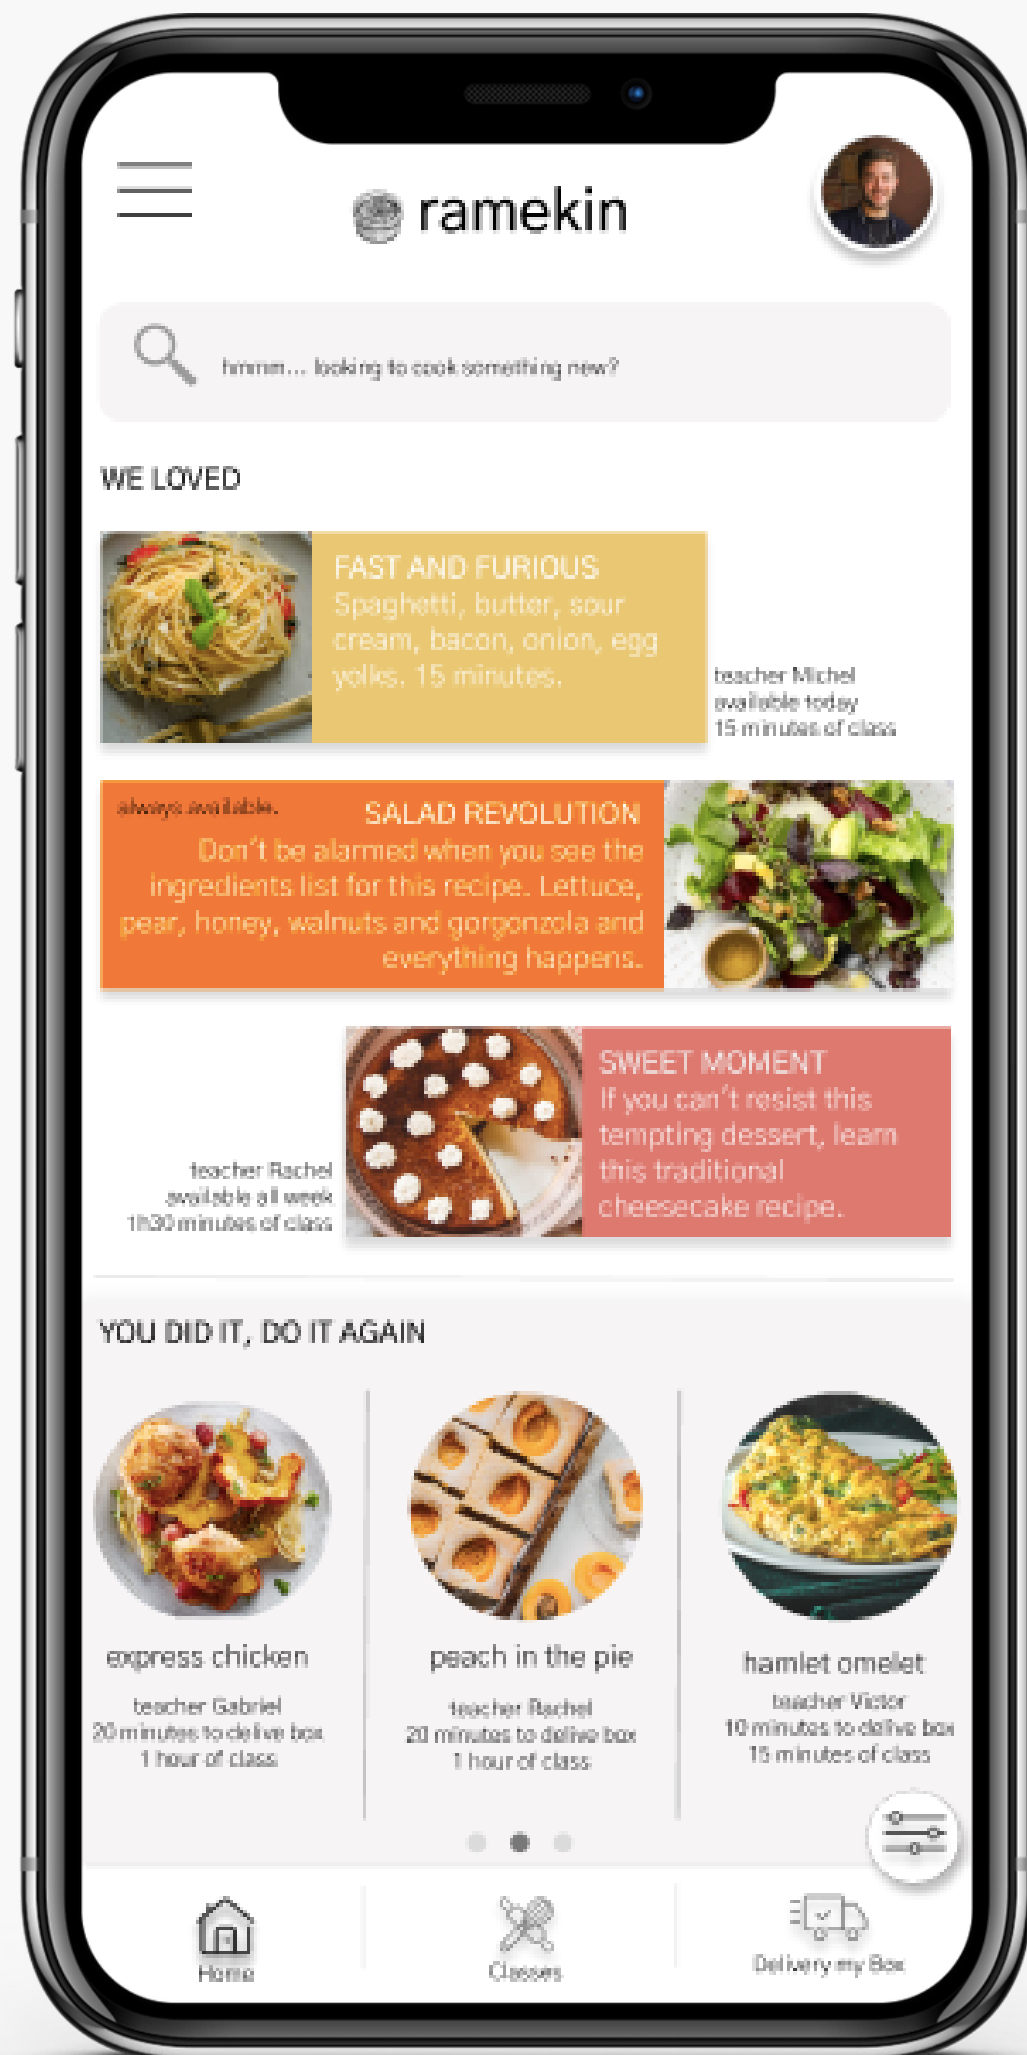 ramekin
hmmm... looking to cook something new?
WE LOVED
FAST AND FURIOUS
Spaghetti, butter, sour
cream, bacon, onion, egg
yolks. 15 minutes.
teacher Michel
available today
15 minutes of class
always available.
SALAD REVOLUTION
Don't be alarmed when you see the
ingredients list for this recipe. Lettuce,
pear, honey, walnuts and gorgonzola and
everything happens.
SWEET MOMENT
If you can't resist this
tempting dessert, learn
this traditional
cheesecake recipe.
teacher Rachel
available all week
1h30 minutes of class
YOU DID IT, DO IT AGAIN
express chicken
teacher Gabriel
20 minutes to delive box
1 hour of class
peach in the pie
teacher Rachel
20 minutes to delive box
1 hour of class
hamlet omelet
teacher Victor
10 minutes to delive box
15 minutes of class
Home
Classes
Delivery my Box